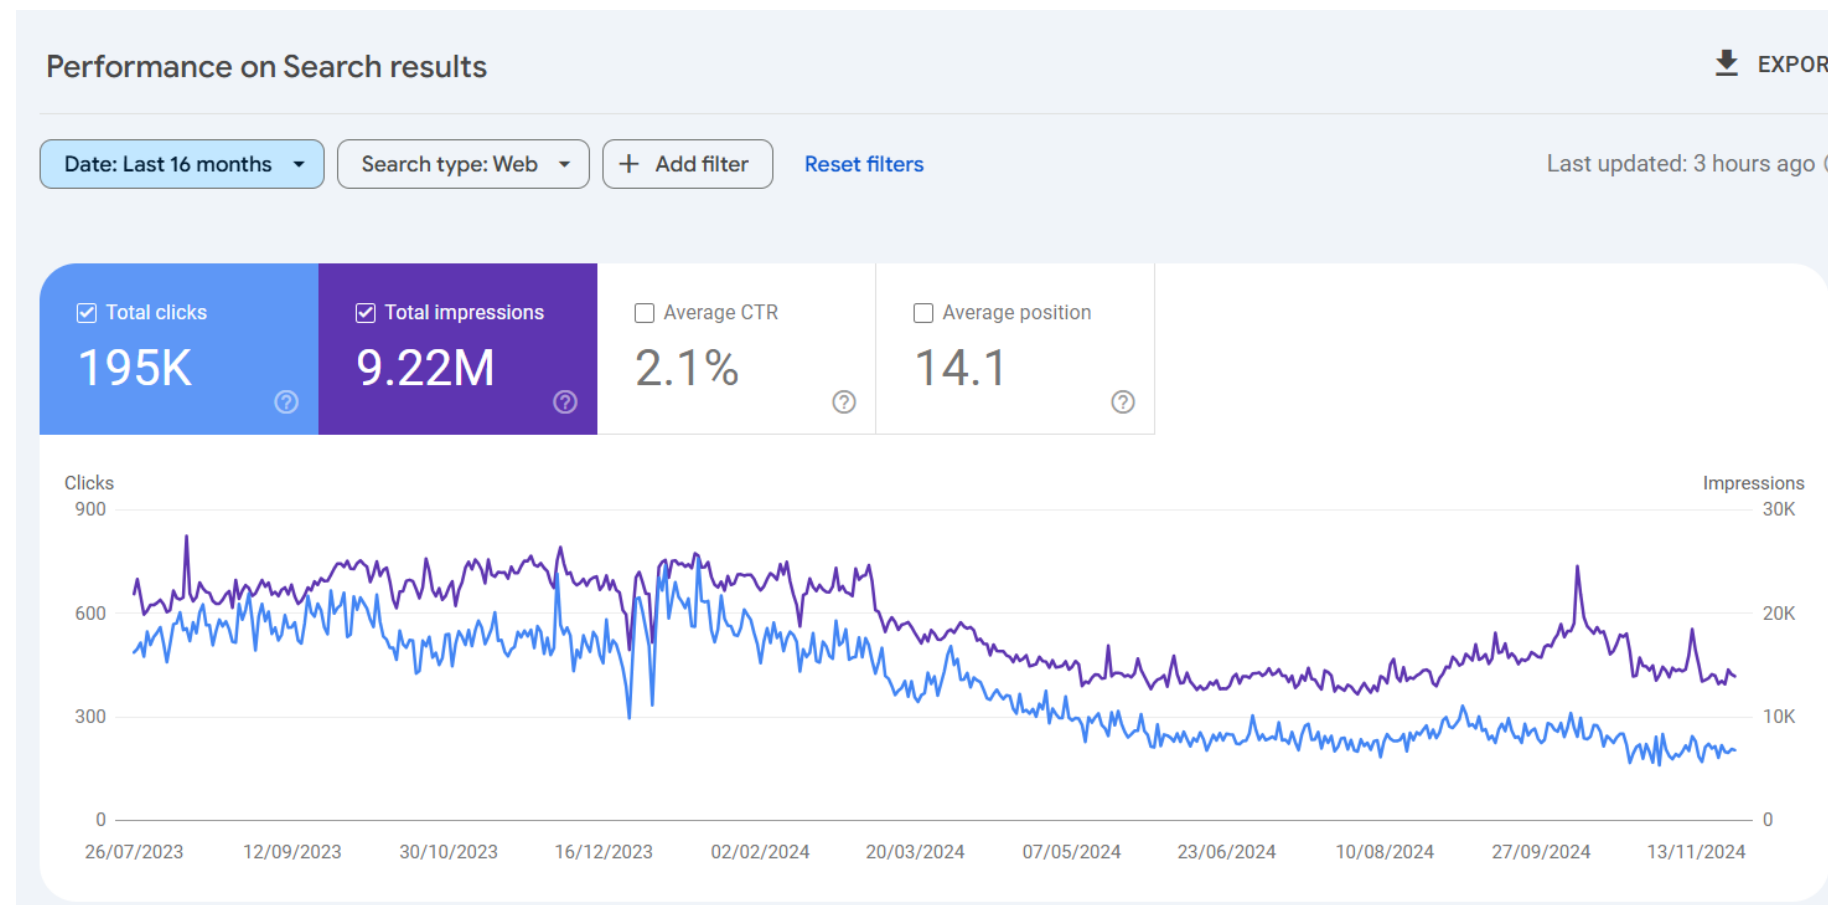 Performance on Search results
EXPOR
Date: Last 16 months
Search type: Web
+ Add filter
Reset filters
Last updated: 3 hours ago
Total clicks
Total impressions
Average CTR
Average position
195K
9.22M
2.1%
14.1
Clicks
Impressions
900
30K
600
20K
300
10K
0
0
26/07/2023
12/09/2023
30/10/2023
16/12/2023
02/02/2024
20/03/2024
07/05/2024
23/06/2024
10/08/2024
27/09/2024
13/11/2024